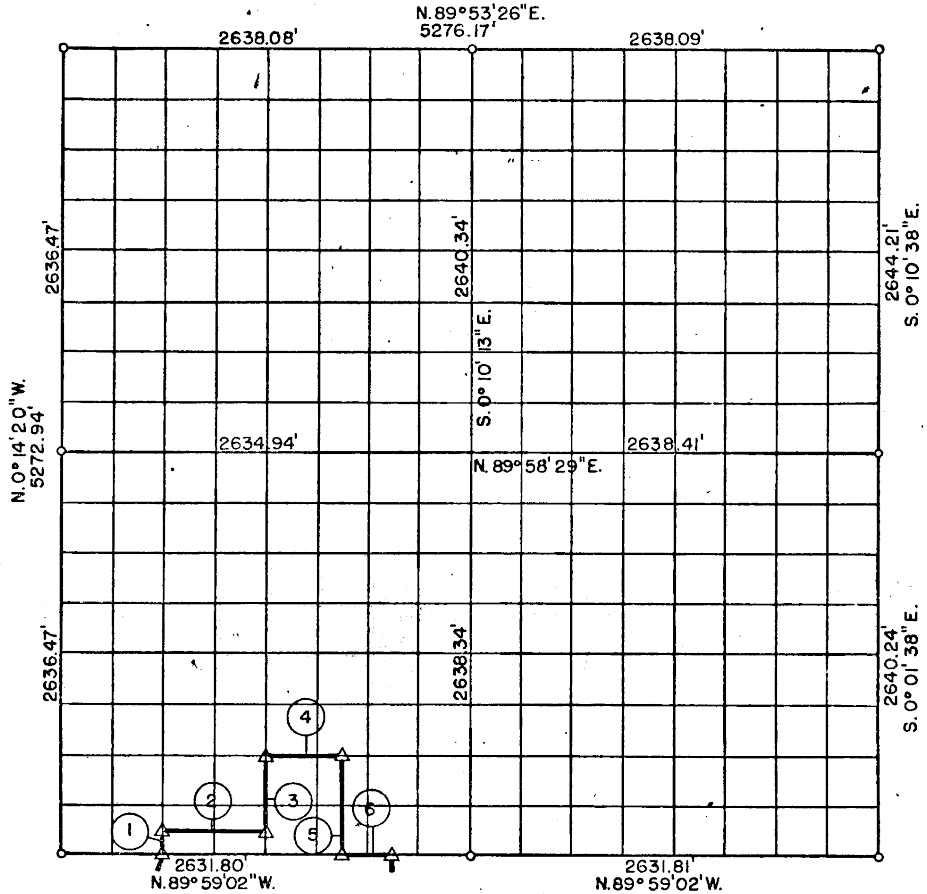 N. 89° 53' 26" E.
5276.17'
2638.08'
2638.09'
2636.47'
2640.34'
2644.21'
S. 0° 10' 38" E.
S. 0° 10' 13" E.
N. 0° 14' 20" W.
5272.94'
2634.94'
2638.41'
N. 89° 58' 29" E.
2636.47'
2638.34'
2640.24'
S. 0° 01' 38" E.
4
2
3
6
1
5
2631.80'
N. 89° 59' 02" W.
2631.81'
N. 89° 59' 02' W.